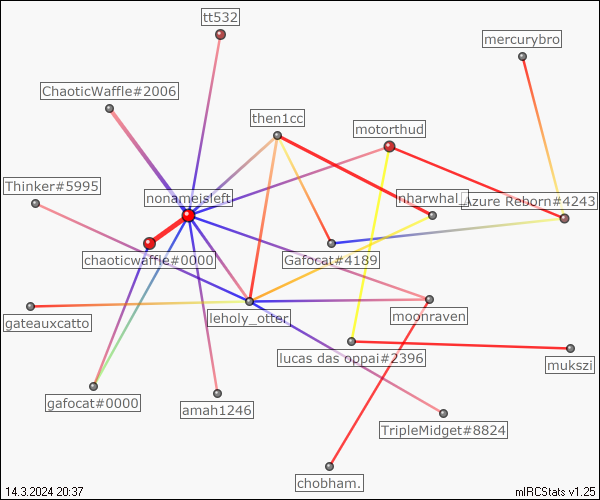 tt532
mercurybro
ChaoticWaffle#2006
then1cc
motorthud
Thinker#5995
nonameisleft
nharwhal_
Azure Reborn#4243
chaoticwaffle#0000
Gafocat#4189
gateauxcatto
leholy_otter
moonraven
lucas das oppai#2396
mukszi
gafocat#0000
amah1246
TripleMidget#8824
chobham.
14.3.2024 20:37
mIRCStats v1.25